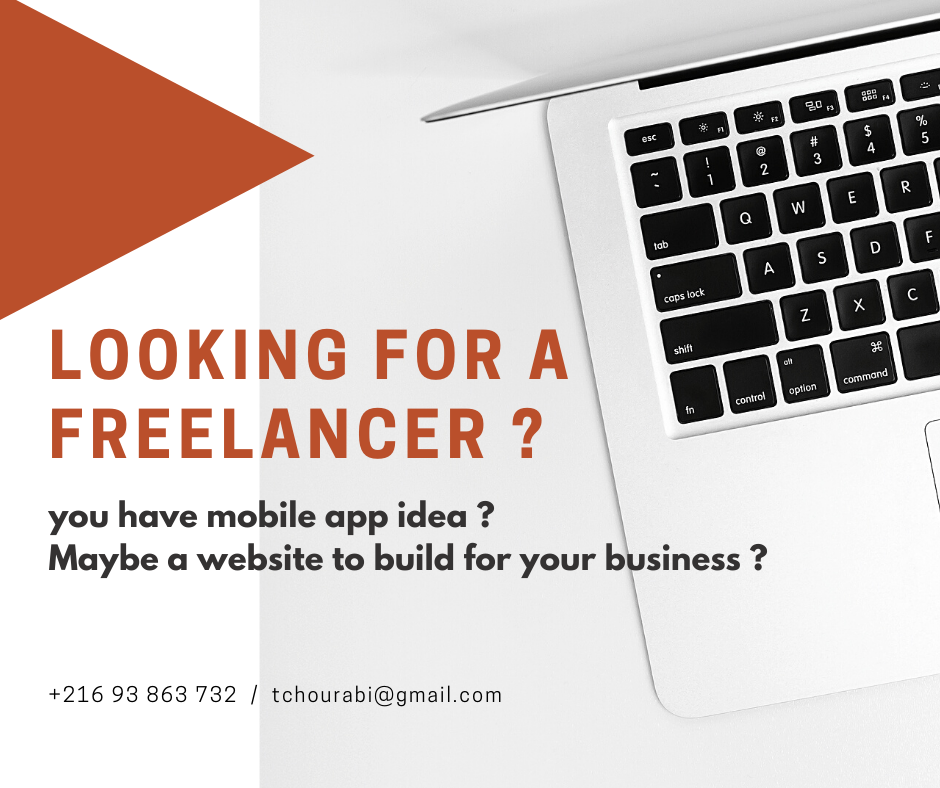 LOOKING FOR A
FREELANCER ?
you have mobile app idea ?
Maybe a website to build for your business ?
+216 93 863 732 / tchourabi@gmail.com
esc F1 F2 F3 F4
~ ` ! 1 @ 2 # 3 $ 4 % 5
tab Q W E R
caps lock A S D F
shift Z X C
fn control alt option ⌘ command